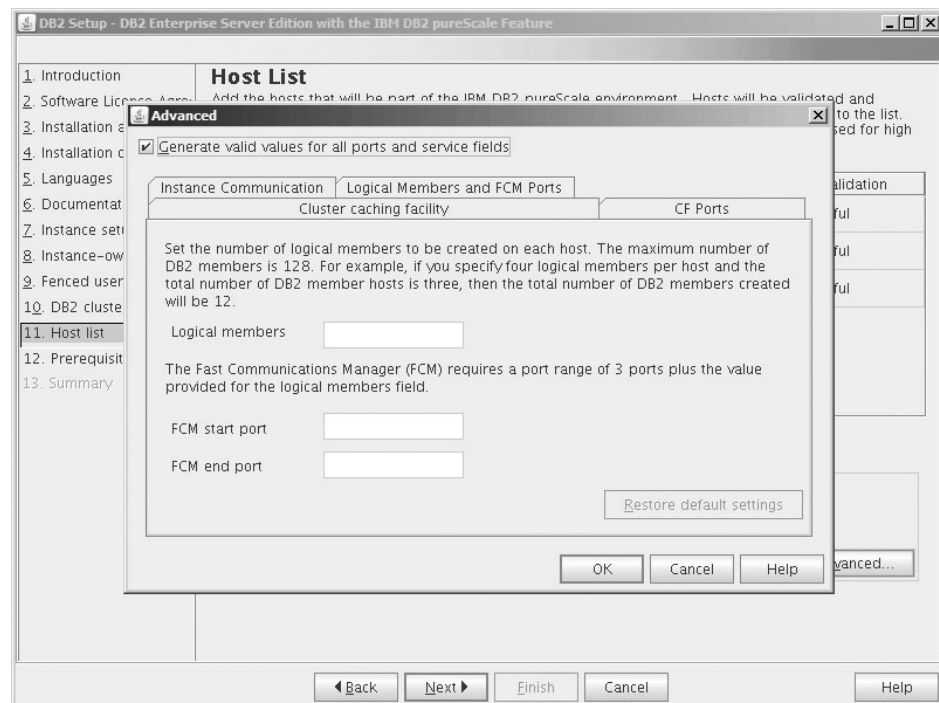 DB2 Setup - DB2 Enterprise Server Edition with the IBM DB2 pureScale Feature
1. Introduction
2. Software License Agre
3. Installation a
4. Installation c
5. Languages
6. Documentat
7. Instance set
8. Instance-ow
9. Fenced user
10. DB2 cluste
11. Host list
12. Prerequisit
13. Summary
Host List
Add the hosts that will be part of the IBM DB2 pureScale environment. Hosts will be validated and
to the list.
sed for high
alidation
ful
ful
ful
vanced...
Advanced
Generate valid values for all ports and service fields
Instance Communication
Logical Members and FCM Ports
Cluster caching facility
CF Ports
Set the number of logical members to be created on each host. The maximum number of
DB2 members is 128. For example, if you specify four logical members per host and the
total number of DB2 member hosts is three, then the total number of DB2 members created
will be 12.
Logical members
The Fast Communications Manager (FCM) requires a port range of 3 ports plus the value
provided for the logical members field.
FCM start port
FCM end port
Restore default settings
OK
Cancel
Help
Back
Next
Finish
Cancel
Help